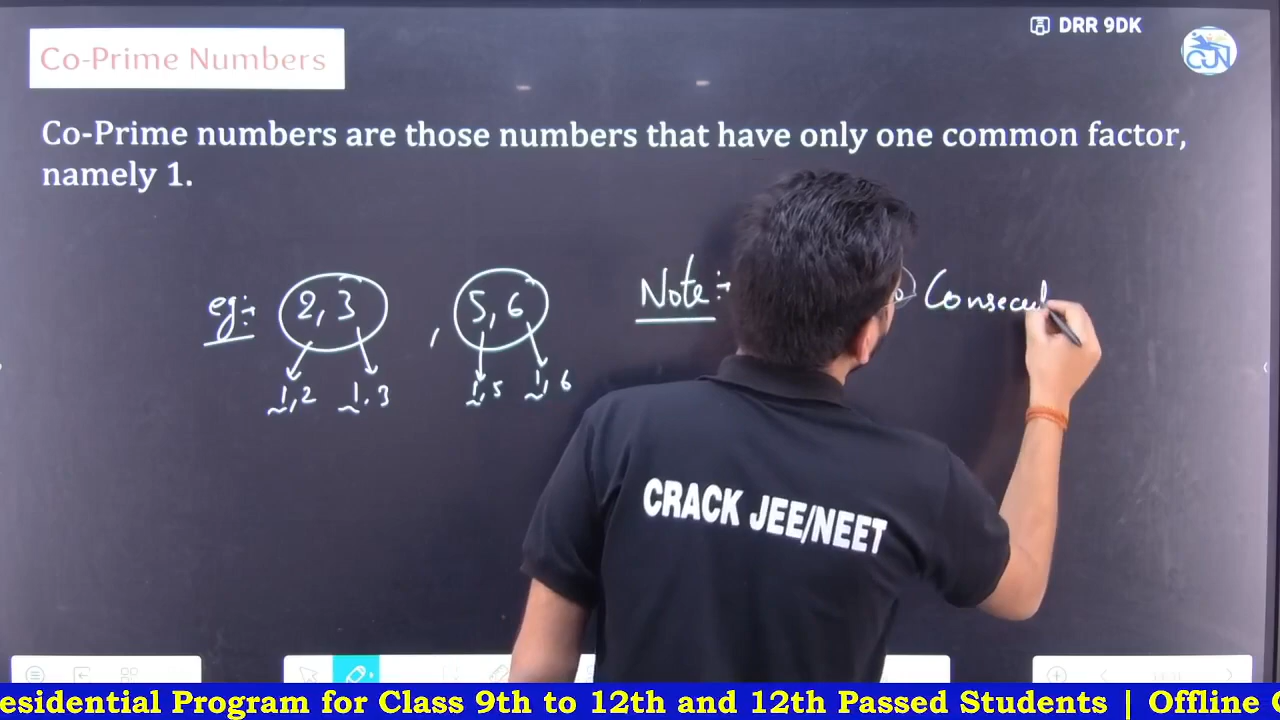 DRR 9DK
CJN
Co-Prime Numbers
Co-Prime numbers are those numbers that have only one common factor,
namely 1.
eg:- 2, 3 , 5, 6 Note:- Consecut
1, 2 1, 3 1, 5 1, 6
CRACK JEE/NEET
esidential Program for Class 9th to 12th and 12th Passed Students | Offline